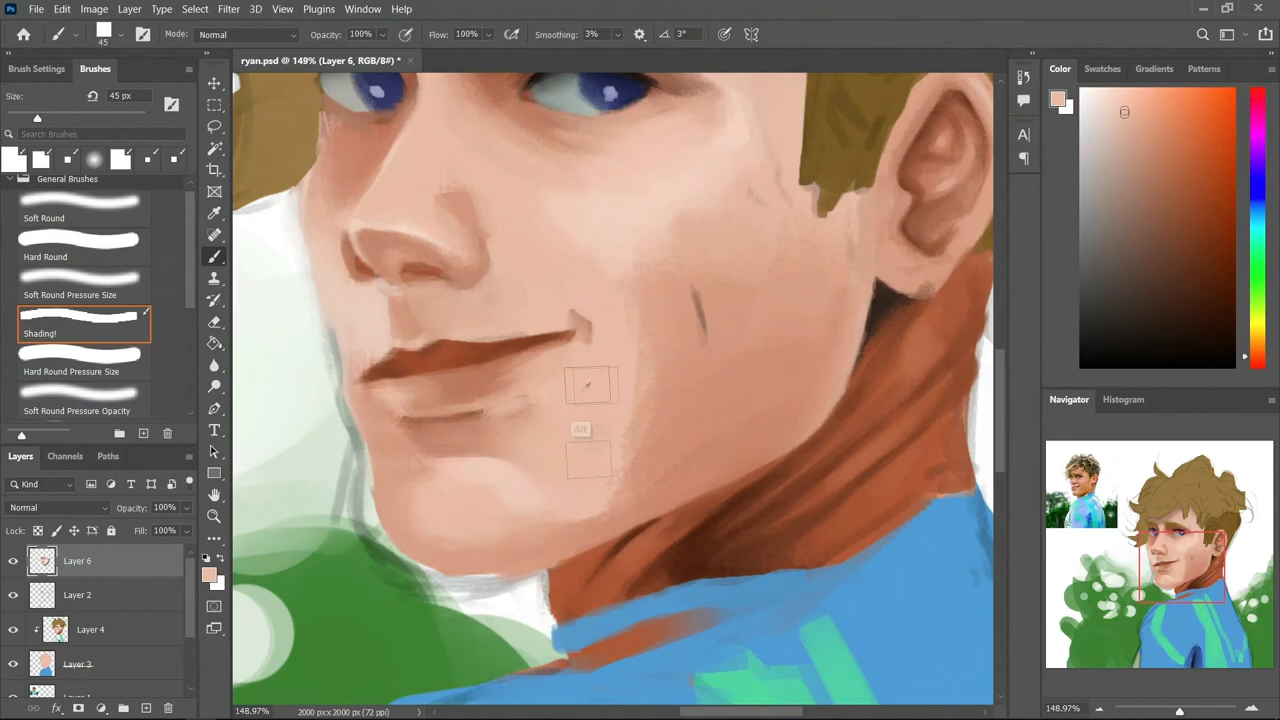 Ps File Edit Image Layer Type Select Filter 3D View Plugins Window Help
45 Mode: Normal Opacity: 100% Flow: 100% Smoothing: 3% 3°
Brush Settings Brushes
ryan.psd @ 149% (Layer 6, RGB/8#) *
Color Swatches Gradients Patterns
Size: 45 px
Search Brushes
General Brushes
Soft Round
Hard Round
Soft Round Pressure Size
Shading!
Hard Round Pressure Size
Soft Round Pressure Opacity
Alt
Navigator Histogram
Layers Channels Paths
Kind
Normal Opacity: 100%
Lock: Fill: 100%
Layer 6
Layer 2
Layer 4
Layer 3
148.97% 2000 px x 2000 px (72 ppi)
148.97%